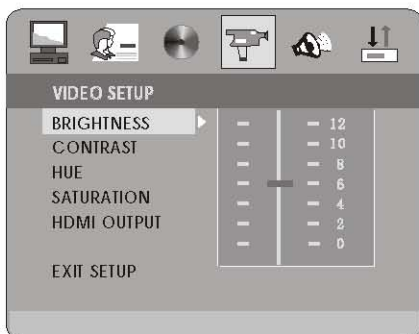 VIDEO SETUP
BRIGHTNESS
CONTRAST
HUE
SATURATION
HDMI OUTPUT
EXIT SETUP
12
10
8
6
4
2
0